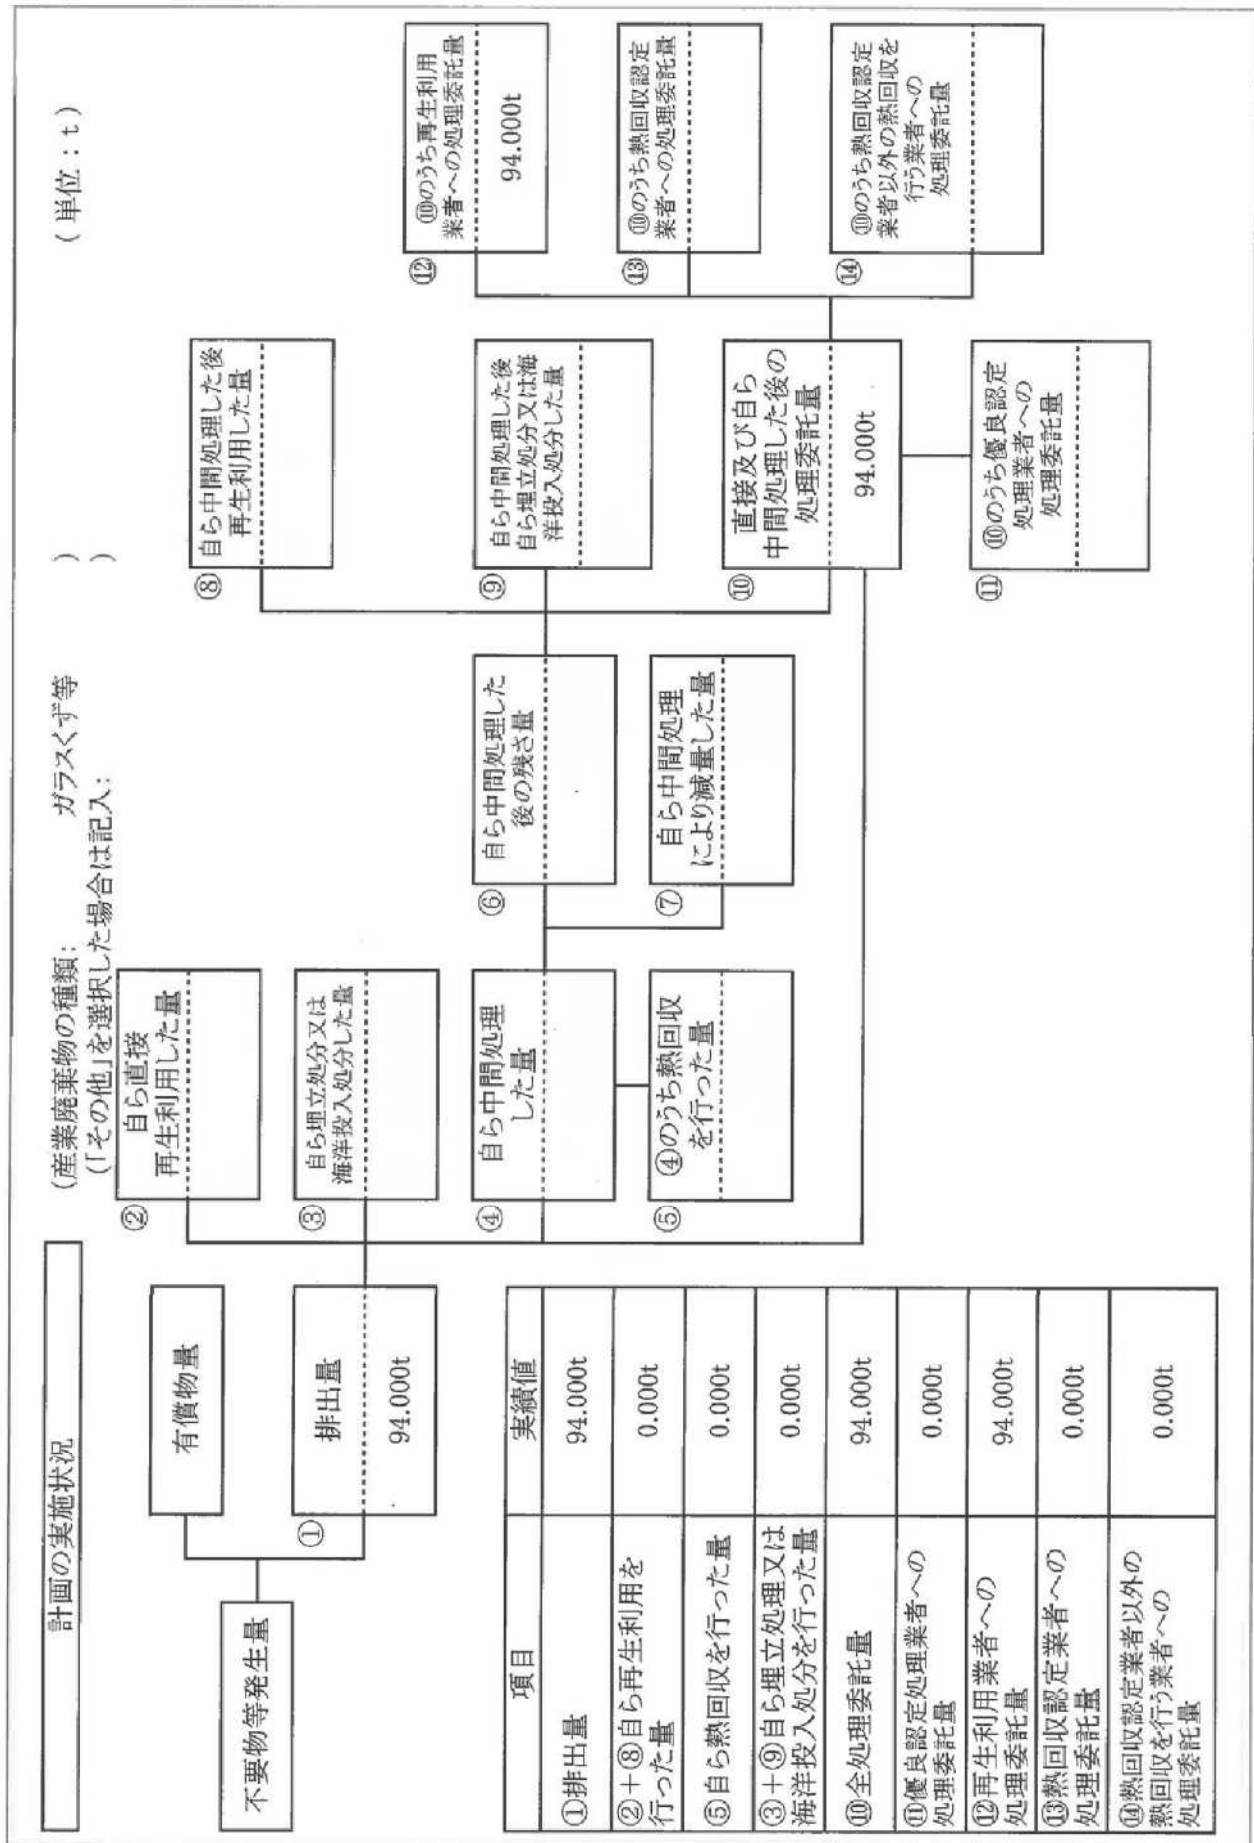 計画の実施状況
(産業廃棄物の種類: ガラスくず等 )
(「その他」を選択した場合は記入: )
(単位:t)
不要物等発生量
有償物量
①
排出量
94.000t
②
自ら直接
再生利用した量
③
自ら埋立処分又は
海洋投入処分した量
④
自ら中間処理
した量
⑤
④のうち熱回収
を行った量
⑥
自ら中間処理した
後の残さ量
⑦
自ら中間処理
により減量した量
⑧
自ら中間処理した後
再生利用した量
⑨
自ら中間処理した後
自ら埋立処分又は海
洋投入処分した量
⑩
直接及び自ら
中間処理した後の
処理委託量
94.000t
⑪
⑩のうち優良認定
処理業者への
処理委託量
⑫
⑩のうち再生利用
業者への処理委託量
94.000t
⑬
⑩のうち熱回収認定
業者への処理委託量
⑭
⑩のうち熱回収認定
業者以外の熱回収を
行う業者への
処理委託量
項目 実績値
①排出量 94.000t
②+⑧自ら再生利用を
行った量 0.000t
⑤自ら熱回収を行った量 0.000t
③+⑨自ら埋立処理又は
海洋投入処分を行った量 0.000t
⑩全処理委託量 94.000t
⑪優良認定処理業者への
処理委託量 0.000t
⑫再生利用業者への
処理委託量 94.000t
⑬熱回収認定業者への
処理委託量 0.000t
⑭熱回収認定業者以外の
熱回収を行う業者への
処理委託量 0.000t